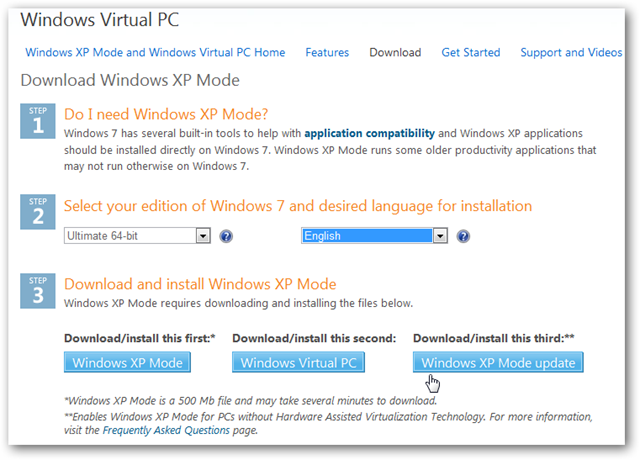 Windows Virtual PC
Windows XP Mode and Windows Virtual PC Home Features Download Get Started Support and Videos
Download Windows XP Mode
STEP
1
Do I need Windows XP Mode?
Windows 7 has several built-in tools to help with application compatibility and Windows XP applications
should be installed directly on Windows 7. Windows XP Mode runs some older productivity applications that
may not run otherwise on Windows 7.
STEP
2
Select your edition of Windows 7 and desired language for installation
Ultimate 64-bit ? English ?
STEP
3
Download and install Windows XP Mode
Windows XP Mode requires downloading and installing the files below.
Download/install this first:* Download/install this second: Download/install this third:**
Windows XP Mode Windows Virtual PC Windows XP Mode update
*Windows XP Mode is a 500 Mb file and may take several minutes to download.
**Enables Windows XP Mode for PCs without Hardware Assisted Virtualization Technology. For more information,
visit the Frequently Asked Questions page.